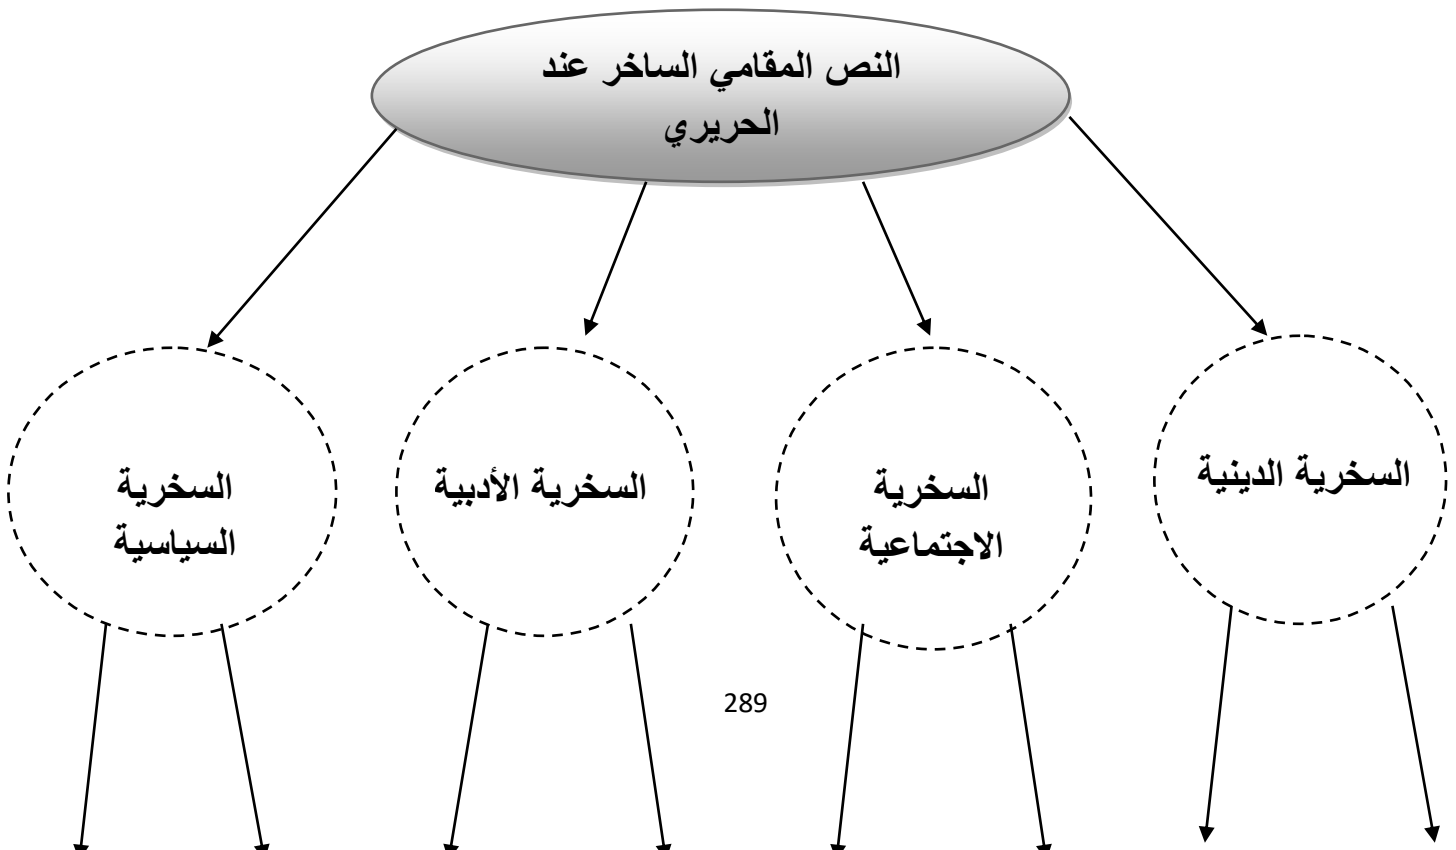 النص المقامي الساخر عند
الحريري
السخرية الدينية
السخرية
الاجتماعية
السخرية الأدبية
السخرية
السياسية
289